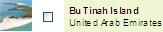 Bu Tinah Island
United Arab Emirates